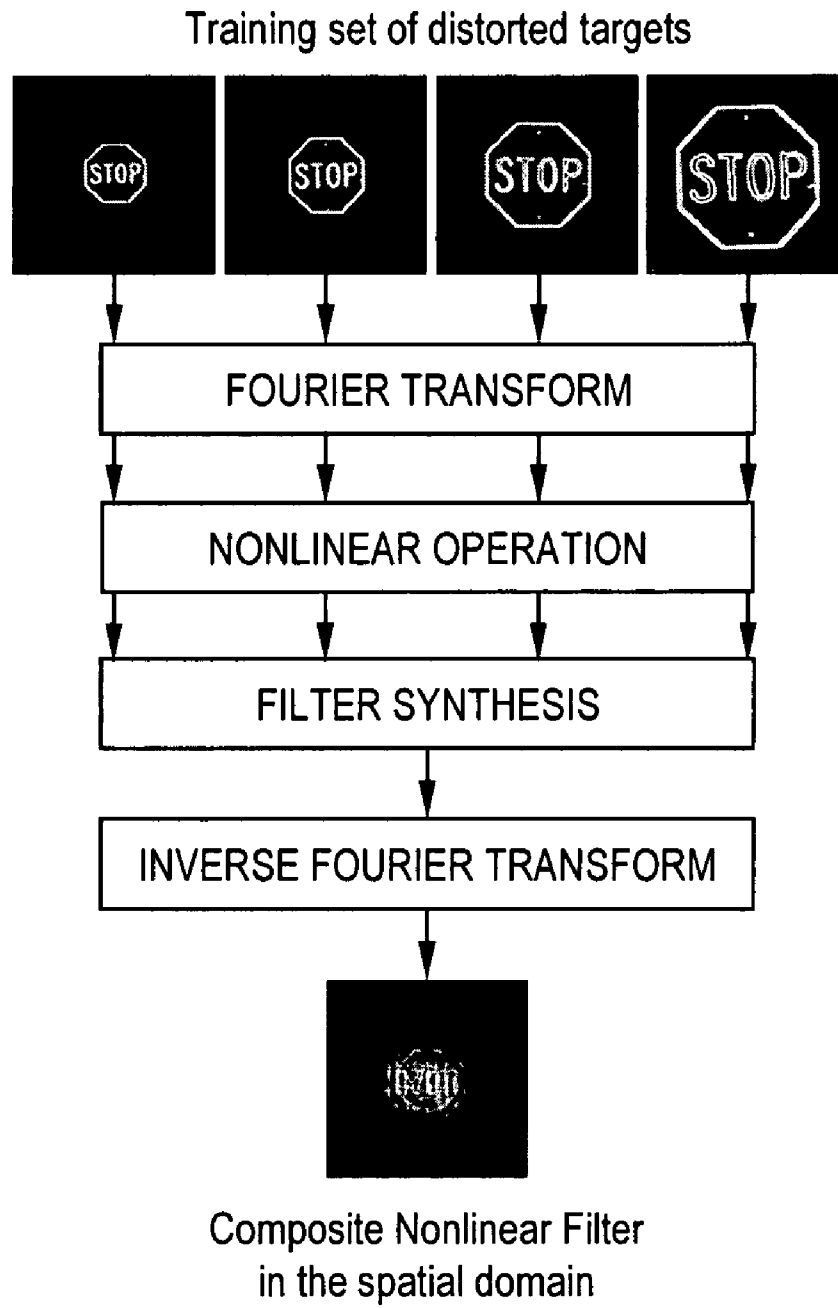 Training set of distorted targets
STOP STOP STOP STOP
FOURIER TRANSFORM
NONLINEAR OPERATION
FILTER SYNTHESIS
INVERSE FOURIER TRANSFORM
Composite Nonlinear Filter
in the spatial domain